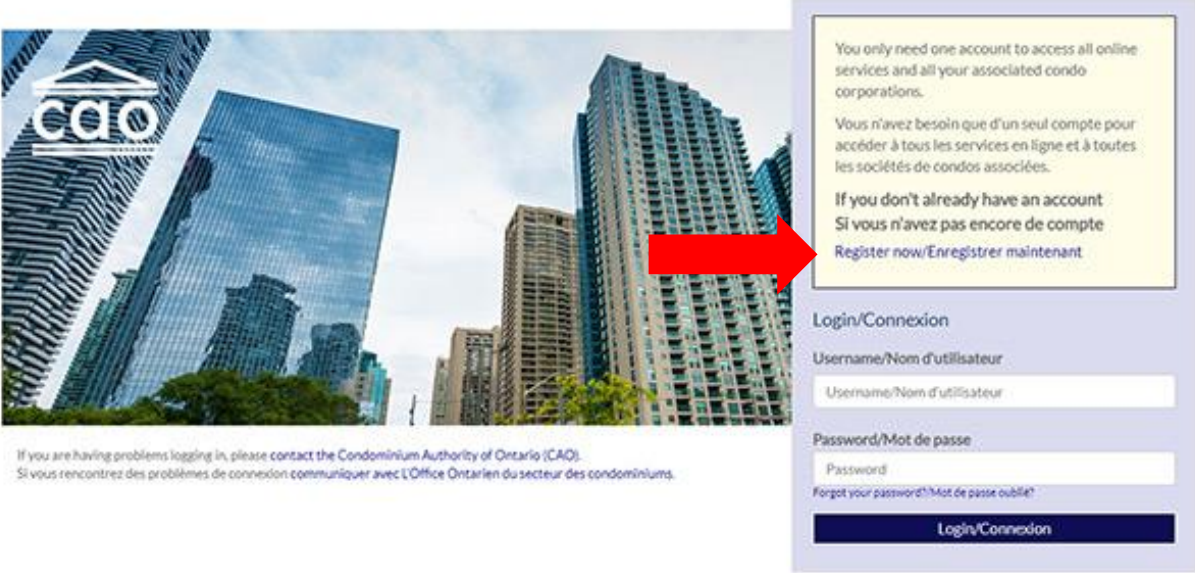 cao
You only need one account to access all online
services and all your associated condo
corporations.
Vous n'avez besoin que d'un seul compte pour
accéder à tous les services en ligne et à toutes
les sociétés de condos associées.
If you don't already have an account
Si vous n'avez pas encore de compte
Register now/Enregistrer maintenant
Login/Connexion
Username/Nom d'utilisateur
Username/Nom d'utilisateur
Password/Mot de passe
Password
Forgot your password?/Mot de passe oublié?
Login/Connexion
If you are having problems logging in, please contact the Condominium Authority of Ontario (CAO).
Si vous rencontrez des problèmes de connexion communiquer avec L'Office Ontarien du secteur des condominiums.